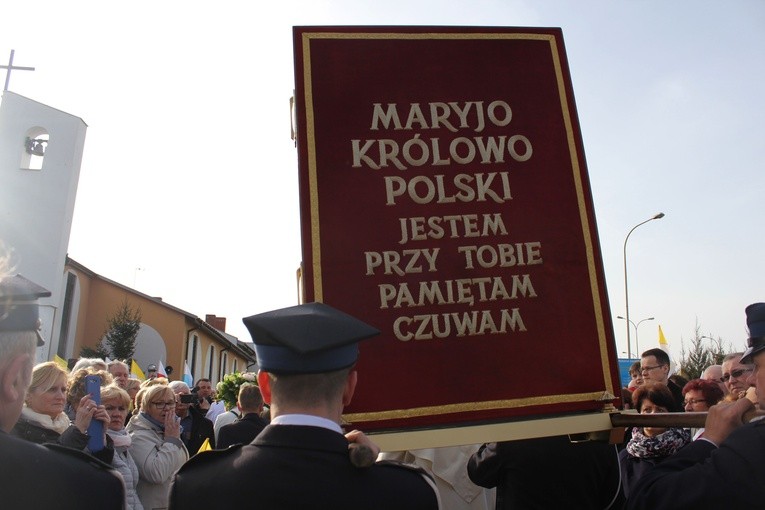 MARYJO
KRÓLOWO
POLSKI
JESTEM
PRZY TOBIE
PAMIĘTAM
CZUWAM